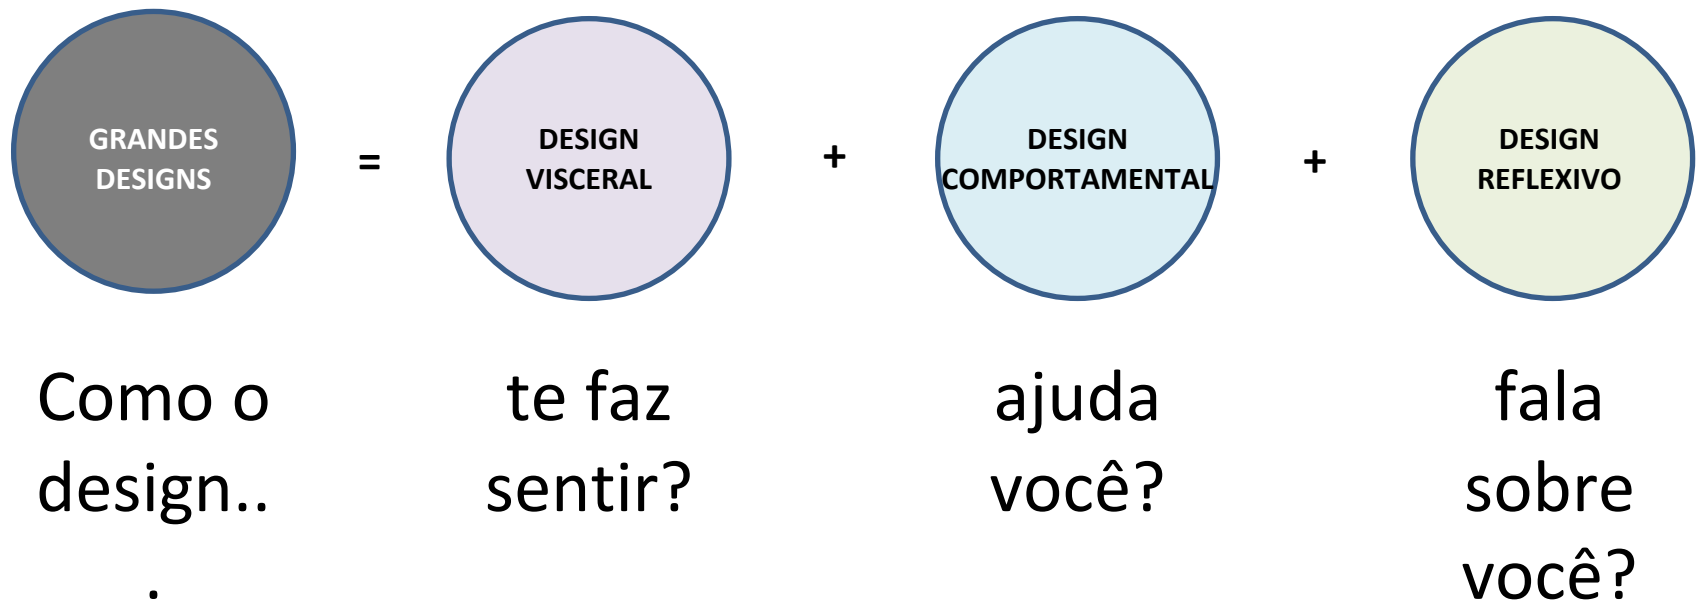 GRANDES
DESIGNS
=
DESIGN
VISCERAL
+
DESIGN
COMPORTAMENTAL
+
DESIGN
REFLEXIVO
Como o
design..
.
te faz
sentir?
ajuda
você?
fala
sobre
você?